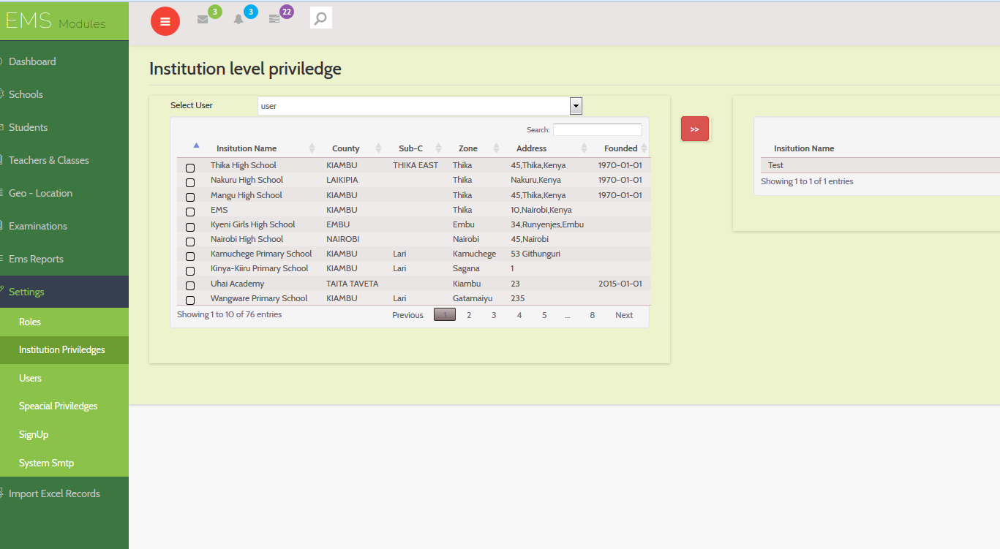 EMS Modules
3 3 22
Dashboard
Schools
Students
Teachers & Classes
Geo - Location
Examinations
Ems Reports
Settings
Roles
Institution Priviledges
Users
Speacial Priviledges
SignUp
System Smtp
Import Excel Records
Institution level priviledge
Select User user
Search:
Insitution Name County Sub-C Zone Address Founded
Thika High School KIAMBU THIKA EAST Thika 45,Thika,Kenya 1970-01-01
Nakuru High School LAIKIPIA Thika Nakuru,Kenya 1970-01-01
Mangu High School KIAMBU Thika 45,Thika,Kenya 1970-01-01
EMS KIAMBU Thika 10,Nairobi,Kenya
Kyeni Girls High School EMBU Embu 34,Runyenjes,Embu
Nairobi High School NAIROBI Nairobi 45,Nairobi
Kamuchege Primary School KIAMBU Lari Kamuchege 53 Githunguri
Kinya-Kiiru Primary School KIAMBU Lari Sagana 1
Uhai Academy TAITA TAVETA Kiambu 23 2015-01-01
Wangware Primary School KIAMBU Lari Gatamaiyu 235
Showing 1 to 10 of 76 entries Previous 1 2 3 4 5 ... 8 Next
>>
Insitution Name
Test
Showing 1 to 1 of 1 entries